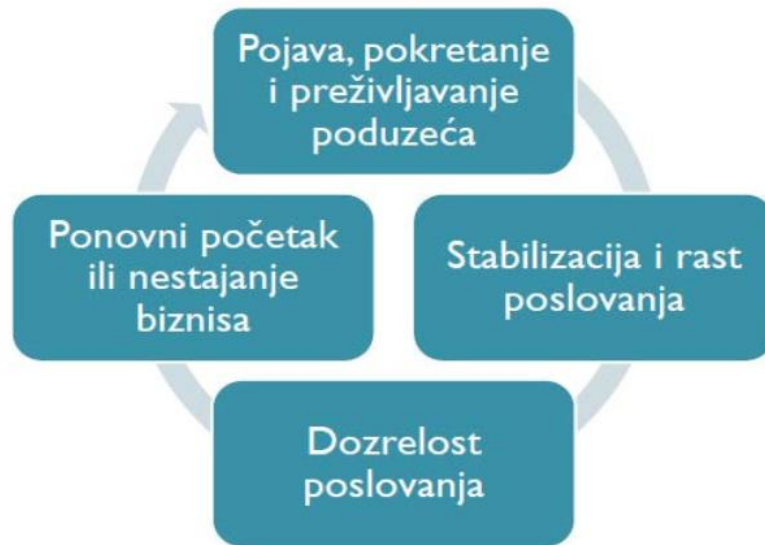 Pojava, pokretanje
i preživljavanje
poduzeća
Stabilizacija i rast
poslovanja
Dozrelost
poslovanja
Ponovni početak
ili nestajanje
biznisa